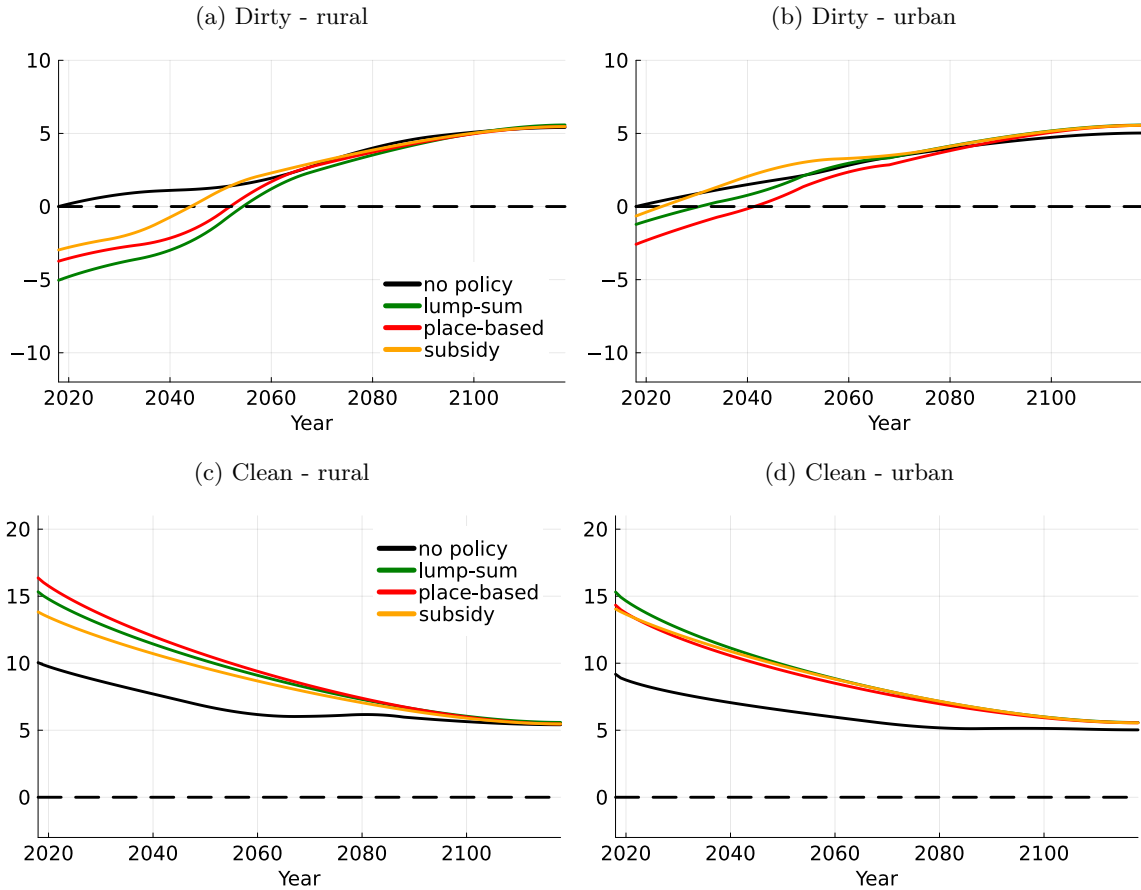 (a) Dirty - rural
10
5
0
−5
−10
no policy
lump-sum
place-based
subsidy
2020 2040 2060 2080 2100
Year
(b) Dirty - urban
10
5
0
−5
−10
2020 2040 2060 2080 2100
Year
(c) Clean - rural
20
15
10
5
0
no policy
lump-sum
place-based
subsidy
2020 2040 2060 2080 2100
Year
(d) Clean - urban
20
15
10
5
0
2020 2040 2060 2080 2100
Year